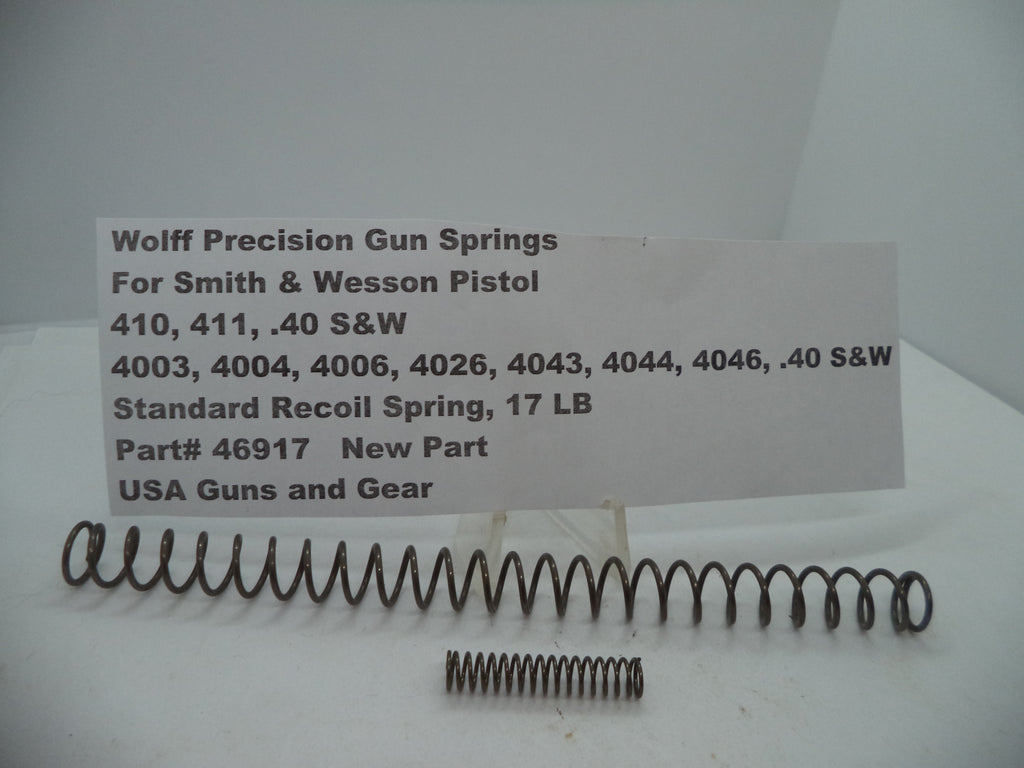 Wolff Precision Gun Springs
For Smith & Wesson Pistol
410, 411, .40 S&W
4003, 4004, 4006, 4026, 4043, 4044, 4046, .40 S&W
Standard Recoil Spring, 17 LB
Part# 46917 New Part
USA Guns and Gear